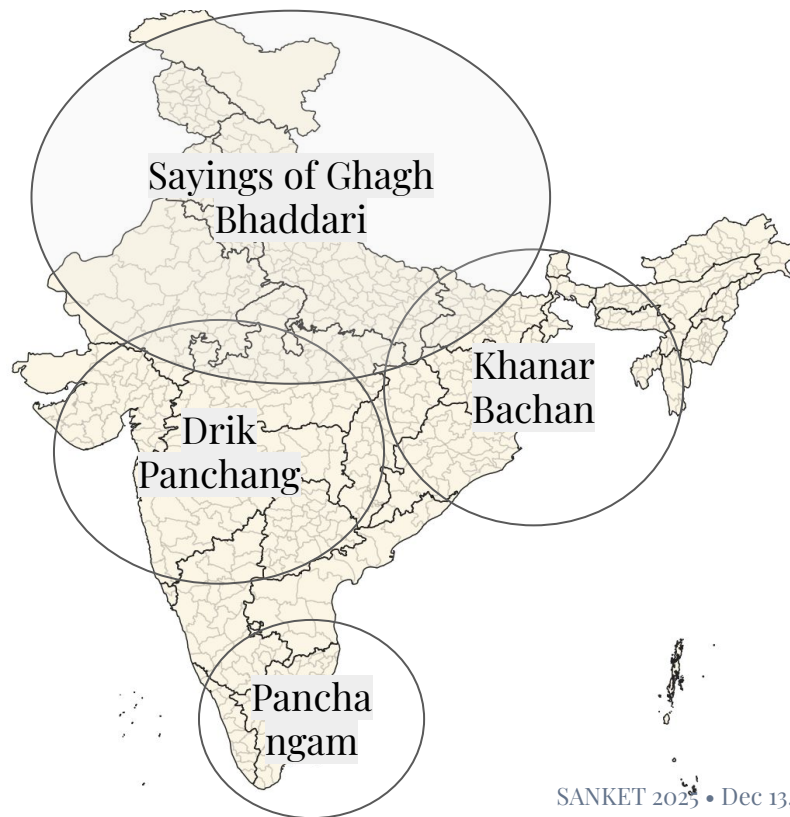 Sayings of Ghagh
Bhaddari
Khanar
Bachan
Drik
Panchang
Pancha
ngam
SANKET 2025 • Dec 13,